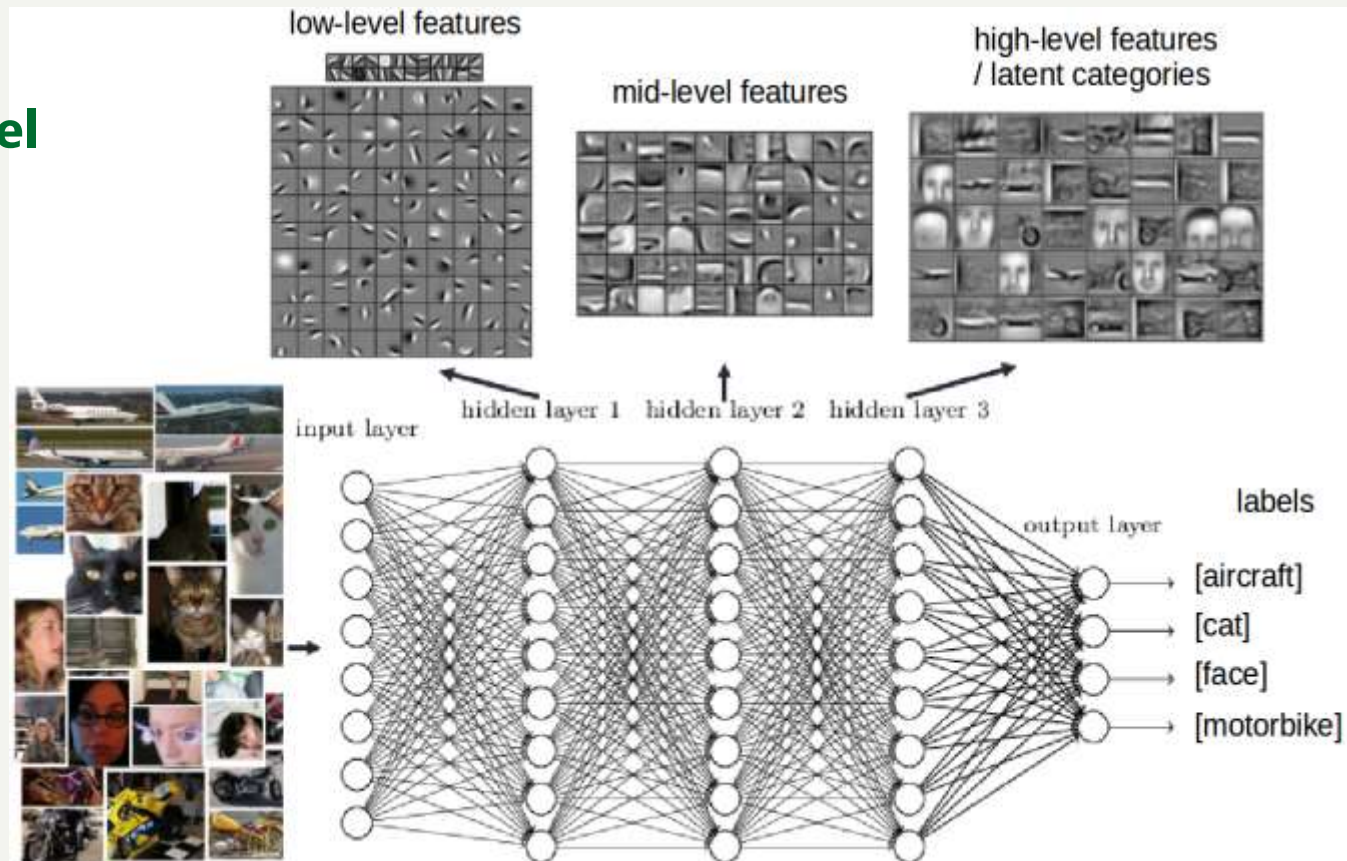 low-level features
mid-level features
high-level features
/ latent categories
el
input layer
hidden layer 1
hidden layer 2
hidden layer 3
output layer
labels
[aircraft]
[cat]
[face]
[motorbike]